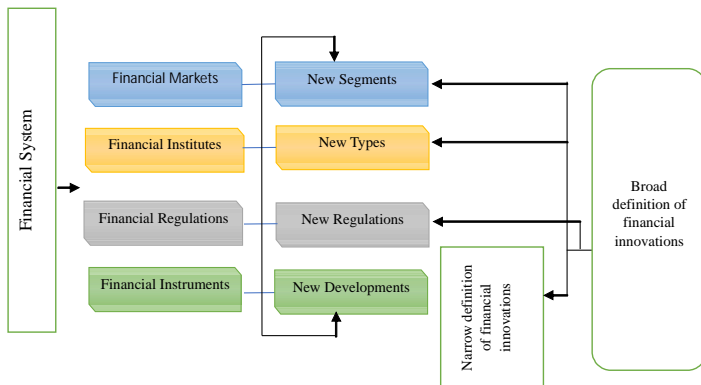 Financial System
Financial Markets
New Segments
Financial Institutes
New Types
Financial Regulations
New Regulations
Financial Instruments
New Developments
Narrow definition
of financial
innovations
Broad
definition of
financial
innovations